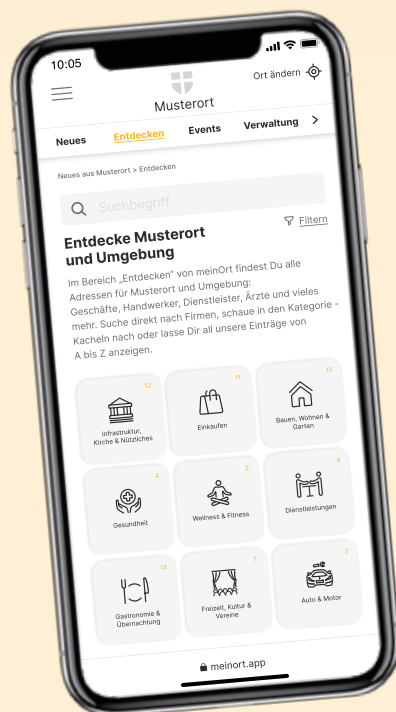 10:05
Ort ändern
Musterort
Neues Entdecken Events Verwaltung
Neues aus Musterort > Entdecken
Suchbegriff
Filtern
Entdecke Musterort
und Umgebung
Im Bereich „Entdecken" von meinOrt findest Du alle
Adressen für Musterort und Umgebung:
Geschäfte, Handwerker, Dienstleister, Ärzte und vieles
mehr. Suche direkt nach Firmen, schaue in den Kategorie -
Kacheln nach oder lasse Dir all unsere Einträge von
A bis Z anzeigen.
12
Infrastruktur,
Kirche & Nützliches
11
Einkaufen
12
Bauen, Wohnen &
Garten
4
Gesundheit
3
Wellness & Fitness
8
Dienstleistungen
14
Gastronomie &
Übernachtung
7
Freizeit, Kultur &
Vereine
3
Auto & Motor
meinort.app